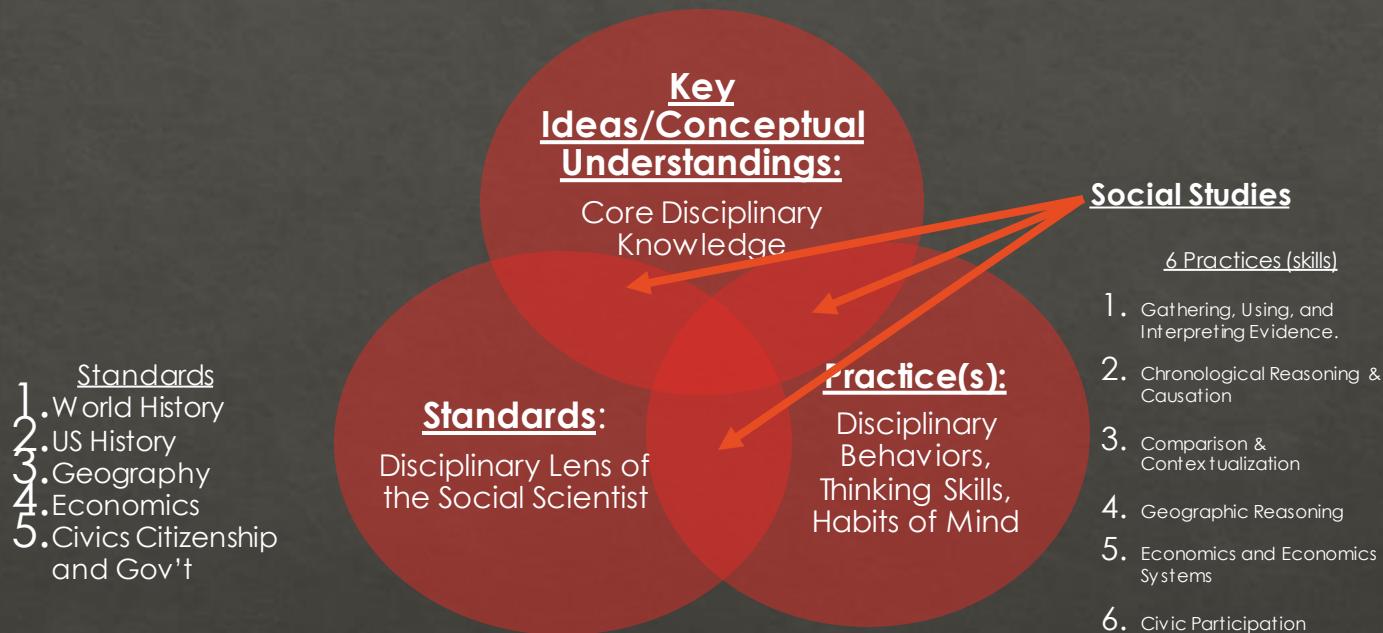 Key
Ideas/Conceptual
Understandings:
Core Disciplinary
Knowledge
Social Studies
6 Practices (skills)
1. Gathering, Using, and
Interpreting Evidence.
2. Chronological Reasoning &
Causation
3. Comparison &
Contextualization
4. Geographic Reasoning
5. Economics and Economics
Systems
6. Civic Participation
Standards
1. World History
2. US History
3. Geography
4. Economics
5. Civics Citizenship
and Gov't
Standards:
Disciplinary Lens of
the Social Scientist
Practice(s):
Disciplinary
Behaviors,
Thinking Skills,
Habits of Mind